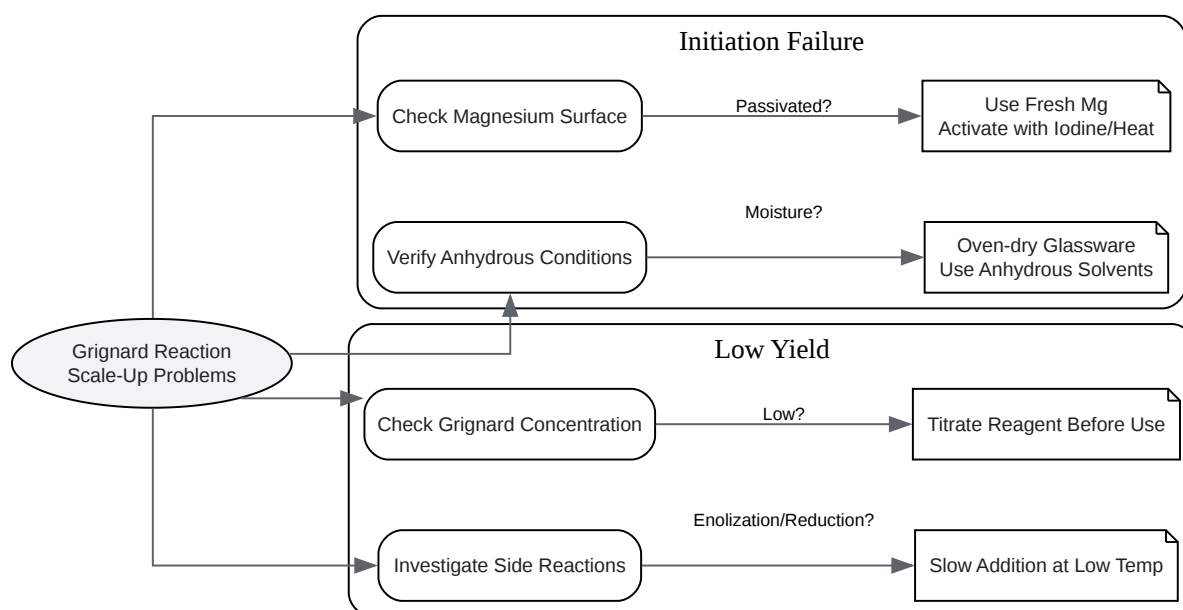 Initiation Failure
Check Magnesium Surface
Passivated?
Use Fresh Mg
Activate with Iodine/Heat
Moisture?
Verify Anhydrous Conditions
Oven-dry Glassware
Use Anhydrous Solvents
Grignard Reaction
Scale-Up Problems
Low Yield
Check Grignard Concentration
Low?
Titrate Reagent Before Use
Enolization/Reduction?
Investigate Side Reactions
Slow Addition at Low Temp